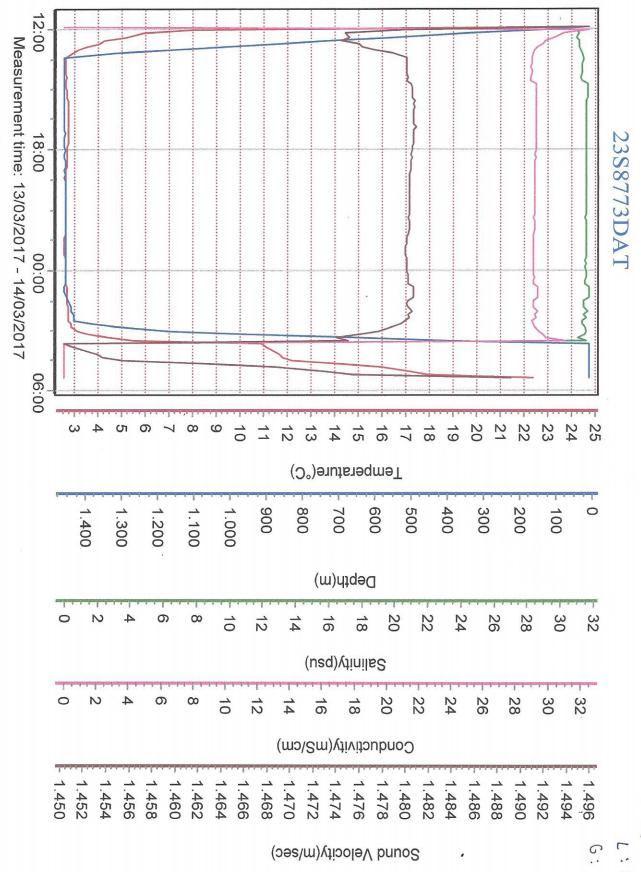 23S8773DAT
12:00 18:00 00:00 06:00
Measurement time: 13/03/2017 - 14/03/2017
3 4 5 6 7 8 9 10 11 12 13 14 15 16 17 18 19 20 21 22 23 24 25
Temperature(°C)
1.400 1.300 1.200 1.100 1.000 900 800 700 600 500 400 300 200 100 0
Depth(m)
0 2 4 6 8 10 12 14 16 18 20 22 24 26 28 30 32
Salinity(psu)
0 2 4 6 8 10 12 14 16 18 20 22 24 26 28 30 32
Conductivity(mS/cm)
1.450 1.452 1.454 1.456 1.458 1.460 1.462 1.464 1.466 1.468 1.470 1.472 1.474 1.476 1.478 1.480 1.482 1.484 1.486 1.488 1.490 1.492 1.494 1.496
Sound Velocity(m/sec)
L:
G: